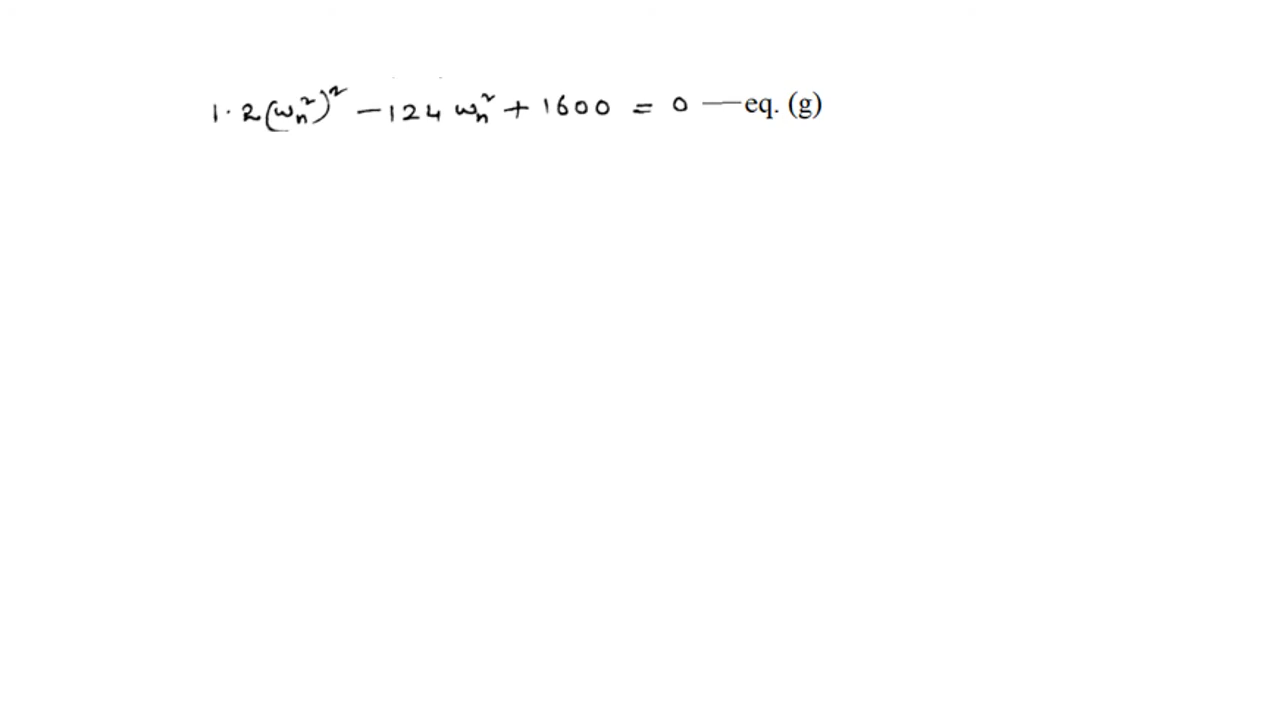 1.2(ωₙ²)² − 124 ωₙ² + 1600 = 0 —eq. (g)